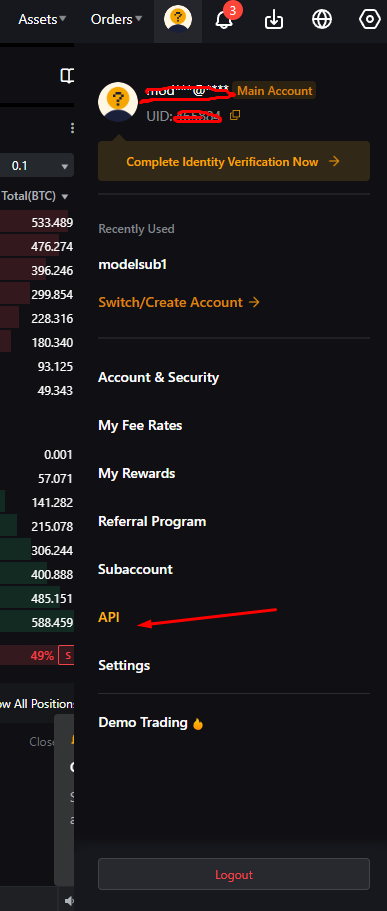 Assets Orders 3
Main Account
UID:
Complete Identity Verification Now
0.1
Total(BTC)
Recently Used
533.489
476.274
modelsub1
396.246
299.854
Switch/Create Account
228.316
180.340
93.125
Account & Security
49.343
My Fee Rates
0.001
My Rewards
57.071
141.282
215.078
Referral Program
306.244
400.888
Subaccount
485.151
588.459
API
49% S
Settings
ow All Positions
Demo Trading
Close
Logout